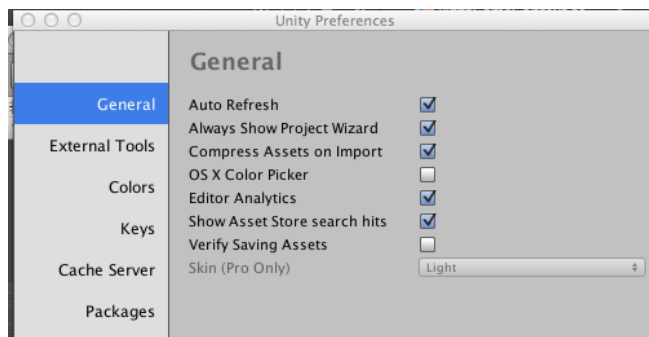 Unity Preferences
General
External Tools
Colors
Keys
Cache Server
Packages
General
Auto Refresh
Always Show Project Wizard
Compress Assets on Import
OS X Color Picker
Editor Analytics
Show Asset Store search hits
Verify Saving Assets
Skin (Pro Only) Light